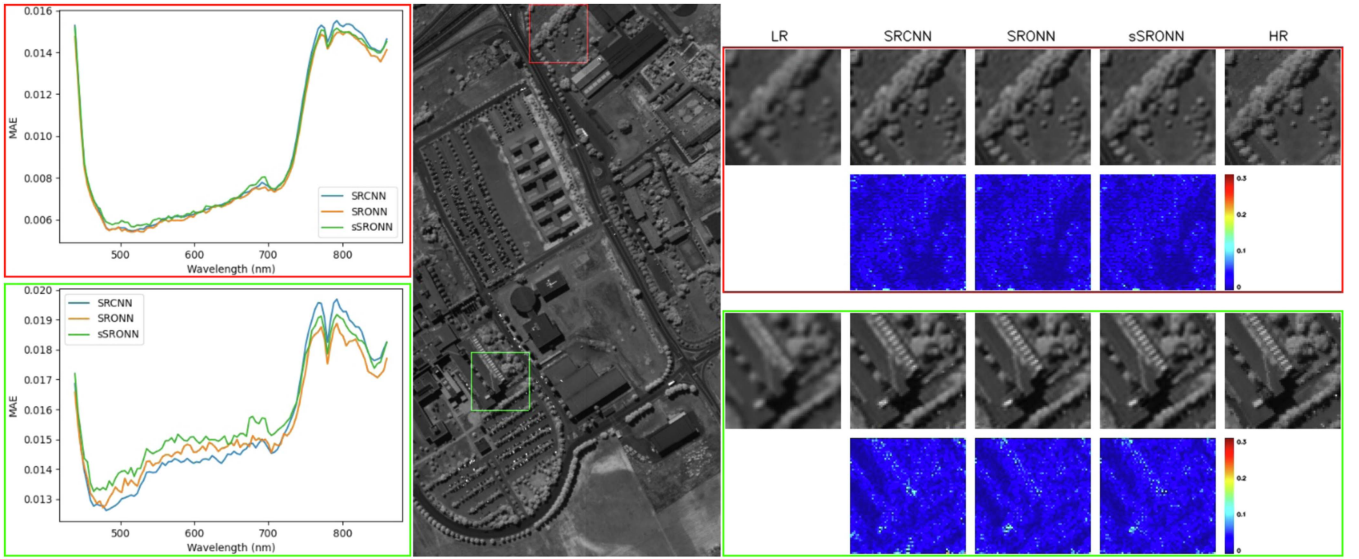 0.016
0.014
0.012
0.010
0.008
0.006
MAE
500
600
700
800
Wavelength (nm)
SRCNN
SRONN
sSRONN
0.020
0.019
0.018
0.017
0.016
0.015
0.014
0.013
MAE
500
600
700
800
Wavelength (nm)
SRCNN
SRONN
sSRONN
LR
SRCNN
SRONN
sSRONN
HR
0.3
0.2
0.1
0
0.3
0.2
0.1
0